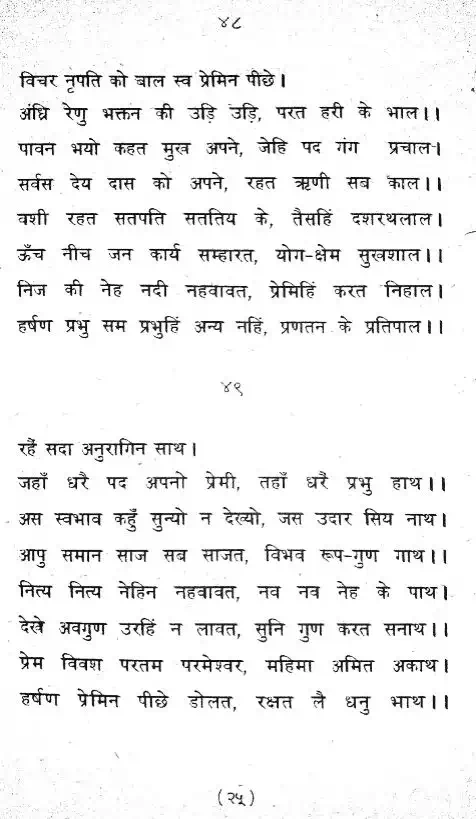 ४८
विचर नृपति को बाल स्व प्रेमिन पीछे।
अंध्रि रेणु भक्तन की उड़ि उड़ि, परत हरी के भाल।।
पावन भयो कहत मुख अपने, जेहि पद गंग प्रचाल।
सर्वस देय दास को अपने, रहत ऋणी सब काल।।
वशी रहत सतपति सततिय के, तैसहिं दशरथलाल।
ऊँच नीच जन कार्य सम्हारत, योग-क्षेम सुखशाल।।
निज की नेह नदी नहवावत, प्रेमिहिं करत निहाल।
हर्षण प्रभु सम प्रभुहिं अन्य नहिं, प्रणतन के प्रतिपाल।।
४९
रहैं सदा अनुरागिन साथ।
जहाँ धरै पद अपनो प्रेमी, तहाँ धरैं प्रभु हाथ।।
अस स्वभाव कहुँ सुन्यो न देख्यो, जस उदार सिय नाथ।
आपु समान साज सब साजत, विभव रूप-गुण गाथ।।
नित्य नित्य नेहिन नहवावत, नव नव नेह के पाथ।
देखे अवगुण उरहिं न लावत, सुनि गुण करत सनाथ।।
प्रेम विवश परतम परमेश्वर, महिमा अमित अकाथ।
हर्षण प्रेमिन पीछे डोलत, रक्षत लै धनु भाथ।।
(२५)